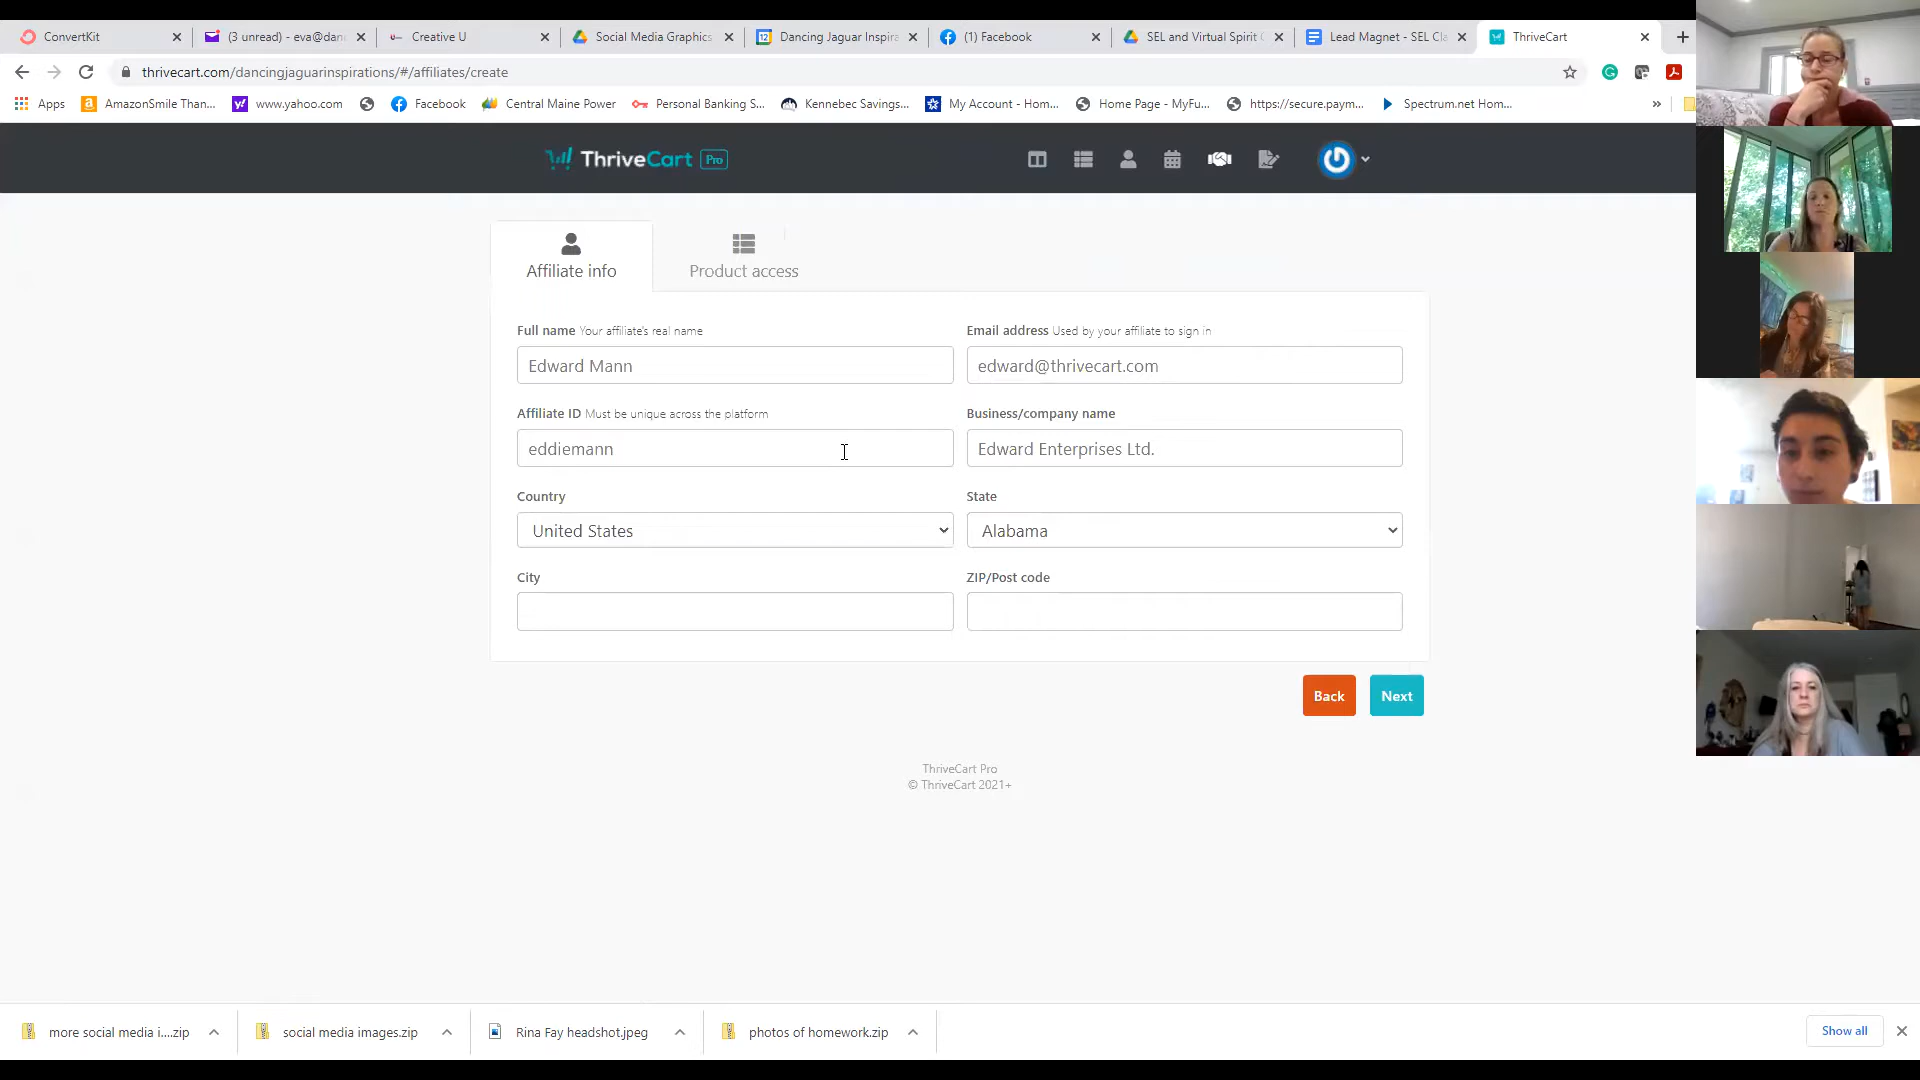 ConvertKit
(3 unread) - eva@dan
Creative U
Social Media Graphics
12
Dancing Jaguar Inspira
(1) Facebook
SEL and Virtual Spirit
Lead Magnet - SEL Cla
ThriveCart
thrivecart.com/dancingjaguarinspirations/#/affiliates/create
Apps
AmazonSmile Than...
www.yahoo.com
Facebook
Central Maine Power
Personal Banking S...
Kennebec Savings...
My Account - Hom...
Home Page - MyFu...
https://secure.paym...
Spectrum.net Hom...
»
ThriveCart Pro
Affiliate info
Product access
Full name Your affiliate's real name
Email address Used by your affiliate to sign in
Edward Mann
edward@thrivecart.com
Affiliate ID Must be unique across the platform
Business/company name
eddiemann
Edward Enterprises Ltd.
Country
State
United States
Alabama
City
ZIP/Post code
Back
Next
ThriveCart Pro
© ThriveCart 2021+
more social media i....zip
social media images.zip
Rina Fay headshot.jpeg
photos of homework.zip
Show all